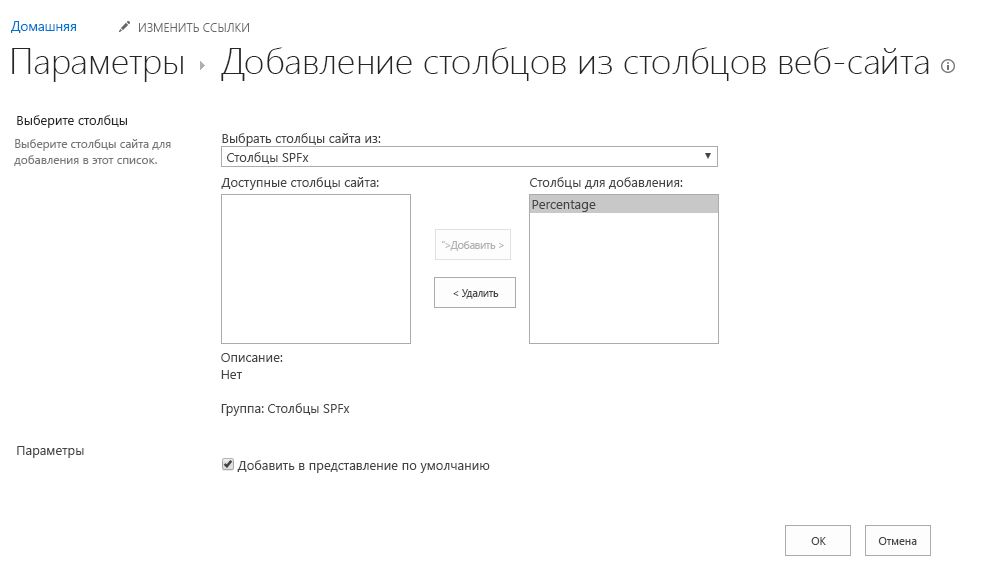 Домашняя ИЗМЕНИТЬ ССЫЛКИ
Параметры Добавление столбцов из столбцов веб-сайта
Выберите столбцы
Выберите столбцы сайта для
добавления в этот список.
Выбрать столбцы сайта из:
Столбцы SPFx
Доступные столбцы сайта:
Столбцы для добавления:
Percentage
">Добавить >
< Удалить
Описание:
Нет
Группа: Столбцы SPFx
Параметры
Добавить в представление по умолчанию
ОК Отмена